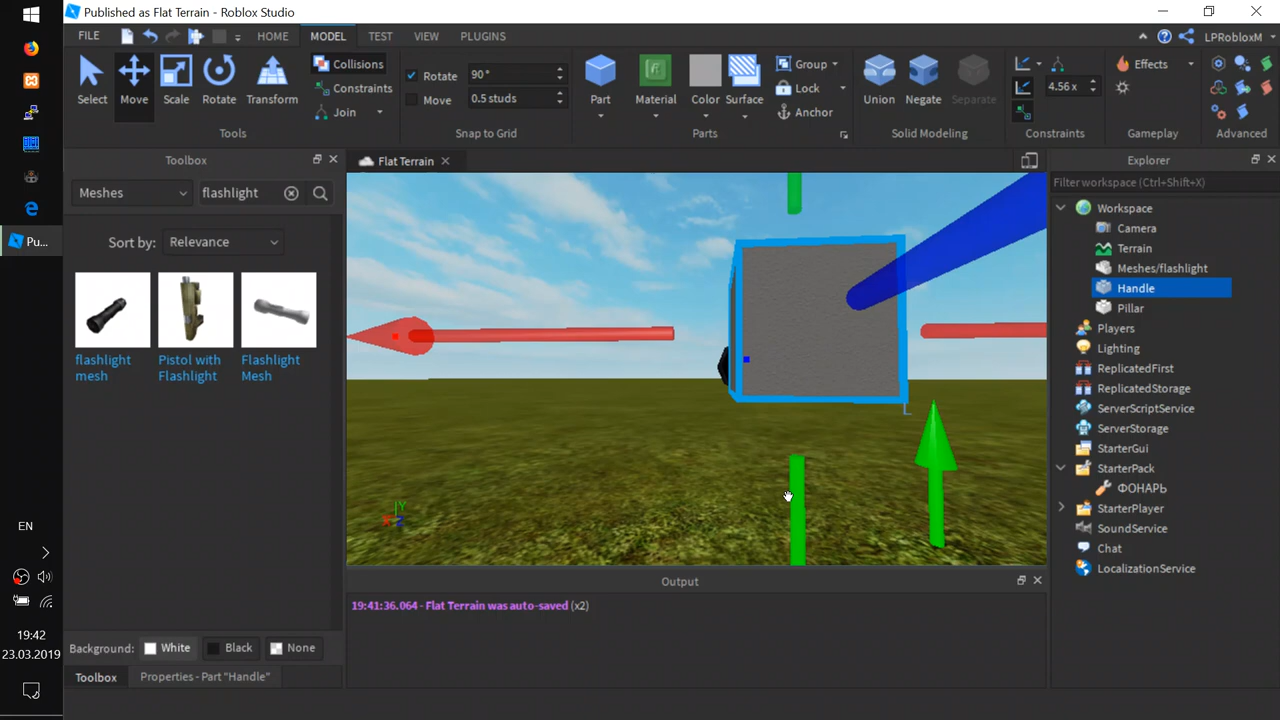 Published as Flat Terrain - Roblox Studio
FILE
HOME
MODEL
TEST
VIEW
PLUGINS
LPRobloxM
Select
Move
Scale
Rotate
Transform
Collisions
Constraints
Join
Tools
Rotate
90°
Move
0.5 studs
Snap to Grid
Part
Material
Color
Surface
Group
Lock
Anchor
Parts
Union
Negate
Separate
Solid Modeling
4.56 x
Constraints
Effects
Gameplay
Advanced
Toolbox
Meshes
flashlight
Sort by:
Relevance
flashlight
mesh
Pistol with
Flashlight
Flashlight
Mesh
Background:
White
Black
None
Toolbox
Properties - Part "Handle"
Flat Terrain
Y
X
Z
L
Output
19:41:36.064 - Flat Terrain was auto-saved (x2)
Explorer
Filter workspace (Ctrl+Shift+X)
Workspace
Camera
Terrain
Meshes/flashlight
Handle
Pillar
Players
Lighting
ReplicatedFirst
ReplicatedStorage
ServerScriptService
ServerStorage
StarterGui
StarterPack
ФОНАРЬ
StarterPlayer
SoundService
Chat
LocalizationService
Pu...
EN
19:42
23.03.2019